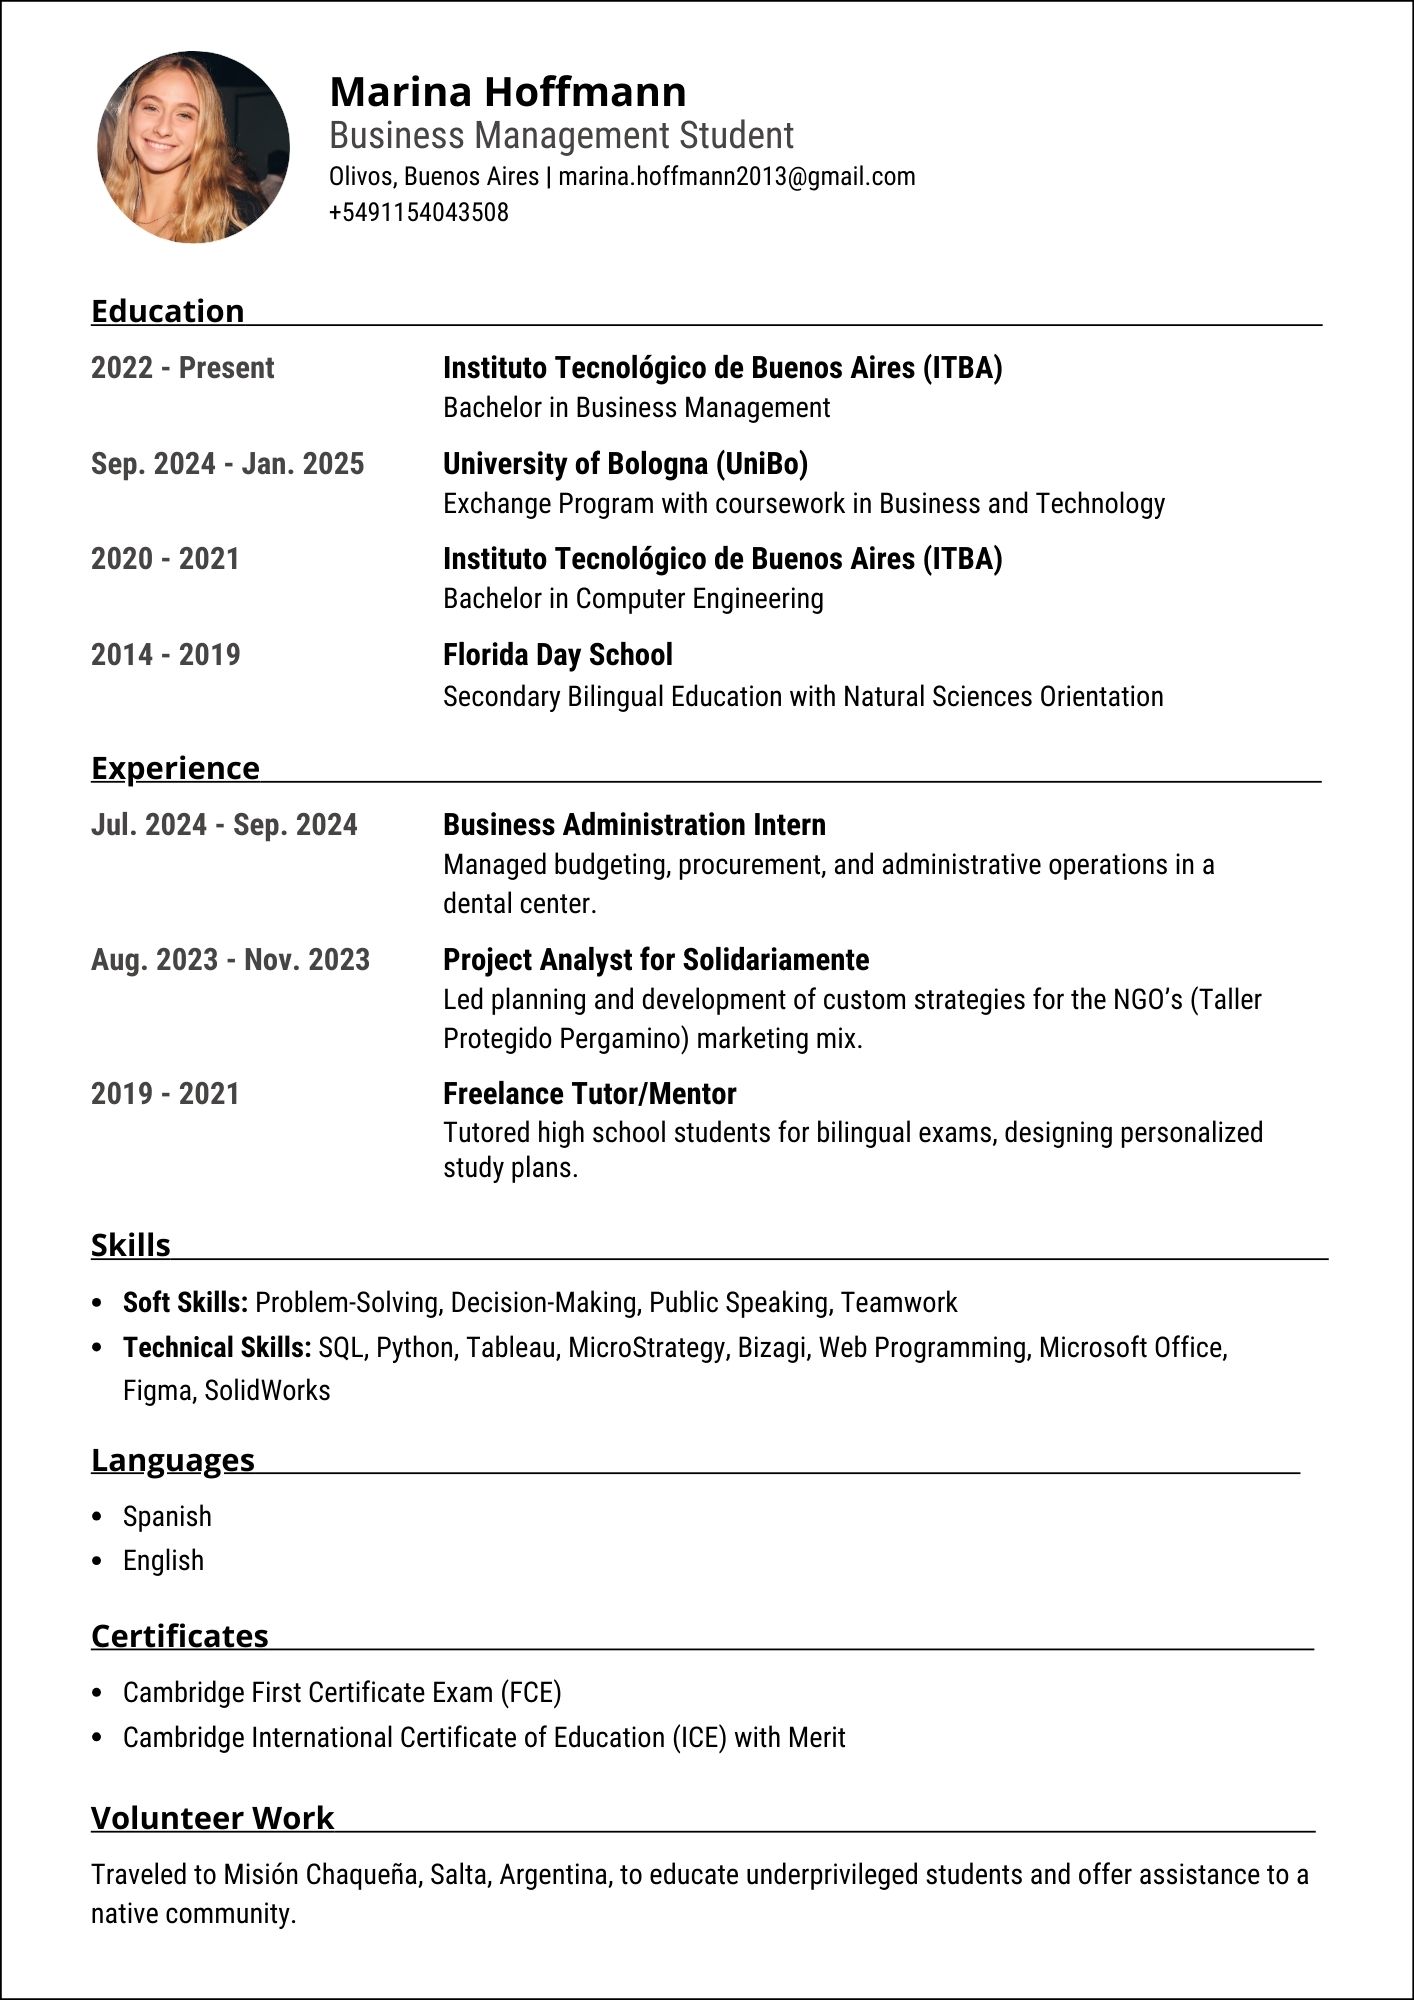 Marina Hoffmann
Business Management Student
Olivos, Buenos Aires | marina.hoffmann2013@gmail.com
+5491154043508
Education
2022 - Present
Instituto Tecnológico de Buenos Aires (ITBA)
Bachelor in Business Management
Sep. 2024 - Jan. 2025
University of Bologna (UniBo)
Exchange Program with coursework in Business and Technology
2020 - 2021
Instituto Tecnológico de Buenos Aires (ITBA)
Bachelor in Computer Engineering
2014 - 2019
Florida Day School
Secondary Bilingual Education with Natural Sciences Orientation
Experience
Jul. 2024 - Sep. 2024
Business Administration Intern
Managed budgeting, procurement, and administrative operations in a
dental center.
Aug. 2023 - Nov. 2023
Project Analyst for Solidariamente
Led planning and development of custom strategies for the NGO’s (Taller
Protegido Pergamino) marketing mix.
2019 - 2021
Freelance Tutor/Mentor
Tutored high school students for bilingual exams, designing personalized
study plans.
Skills
• Soft Skills: Problem-Solving, Decision-Making, Public Speaking, Teamwork
• Technical Skills: SQL, Python, Tableau, MicroStrategy, Bizagi, Web Programming, Microsoft Office,
Figma, SolidWorks
Languages
• Spanish
• English
Certificates
• Cambridge First Certificate Exam (FCE)
• Cambridge International Certificate of Education (ICE) with Merit
Volunteer Work
Traveled to Misión Chaqueña, Salta, Argentina, to educate underprivileged students and offer assistance to a
native community.